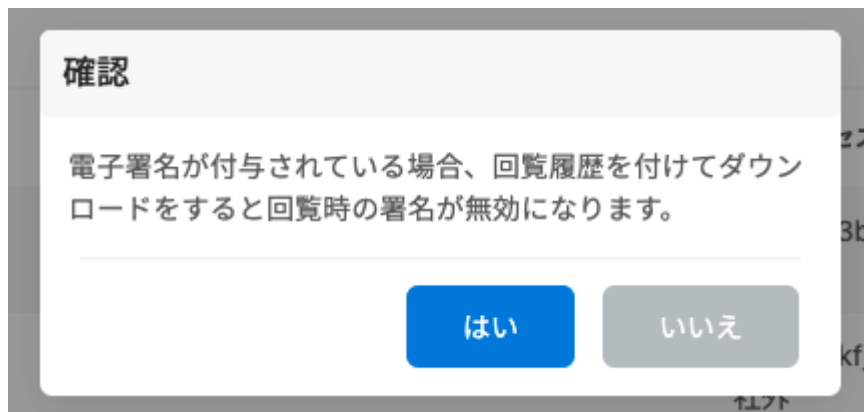 確認
電子署名が付与されている場合、回覧履歴を付けてダウン
ロードをすると回覧時の署名が無効になります。
はい
いいえ
3b
kf